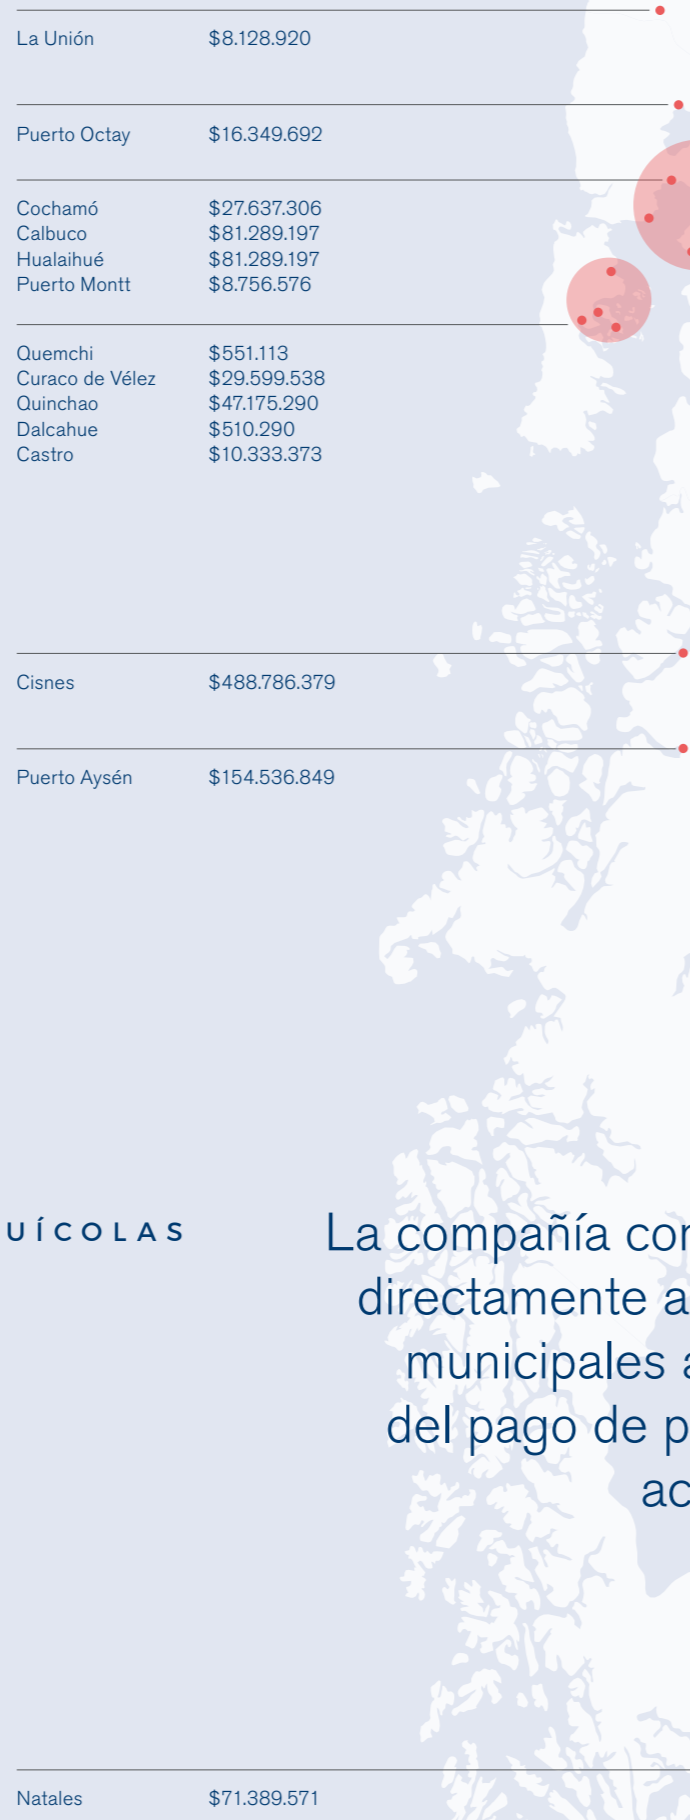 La Unión $8.128.920
Puerto Octay $16.349.692
Cochamó $27.637.306
Calbuco $81.289.197
Hualaihué $81.289.197
Puerto Montt $8.756.576
Quemchi $551.113
Curaco de Vélez $29.599.538
Quinchao $47.175.290
Dalcahue $510.290
Castro $10.333.373
Cisnes $488.786.379
Puerto Aysén $154.536.849
UÍCOLAS
La compañía con
directamente a
municipales a
del pago de p
ac
Natales $71.389.571